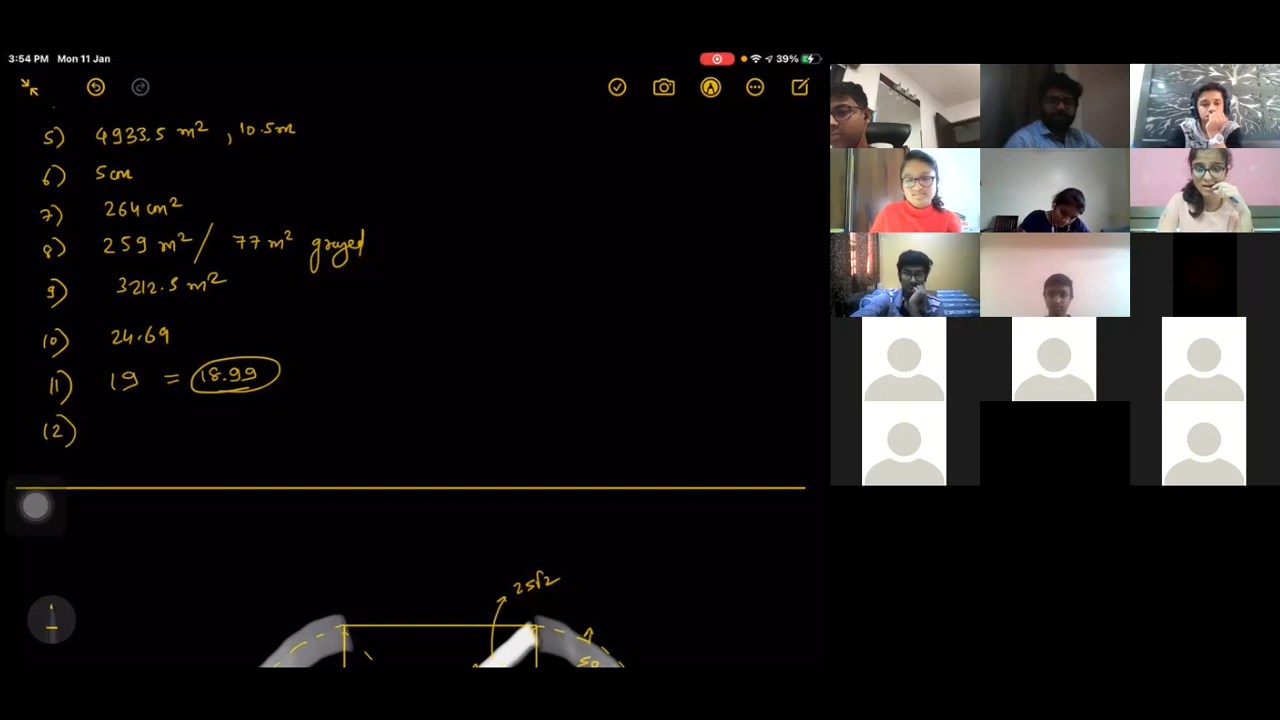 3:54 PM Mon 11 Jan
39%
5) 4933.5 m² , 10.5m
6) 5cm
7) 264 cm²
8) 259 m² / 77 m² grazed
9) 3212.5 m²
10) 24.69
11) 19 = 18.99
12)
25√2